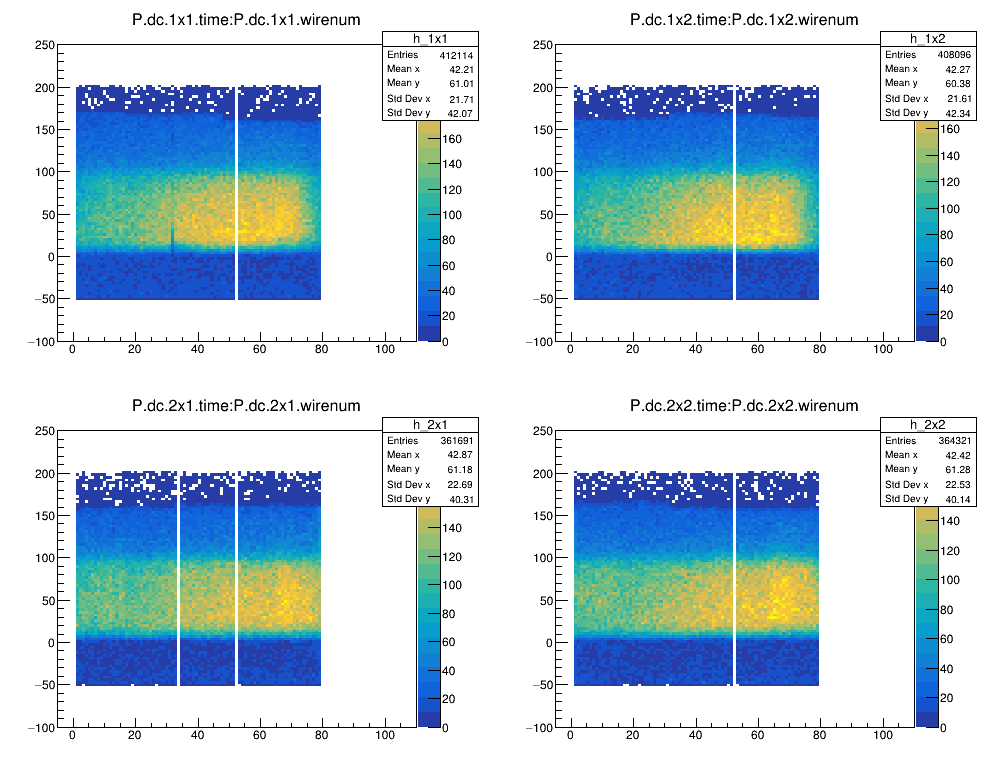 P.dc.1x1.time:P.dc.1x1.wirenum
h_1x1
Entries 412114
Mean x 42.21
Mean y 61.01
Std Dev x 21.71
Std Dev y 42.07
250
200
150
100
50
0
−50
−100
0 20 40 60 80 100
160
140
120
100
80
60
40
20
0
P.dc.1x2.time:P.dc.1x2.wirenum
h_1x2
Entries 408096
Mean x 42.27
Mean y 60.38
Std Dev x 21.61
Std Dev y 42.34
250
200
150
100
50
0
−50
−100
0 20 40 60 80 100
160
140
120
100
80
60
40
20
0
P.dc.2x1.time:P.dc.2x1.wirenum
h_2x1
Entries 361691
Mean x 42.87
Mean y 61.18
Std Dev x 22.69
Std Dev y 40.31
250
200
150
100
50
0
−50
−100
0 20 40 60 80 100
140
120
100
80
60
40
20
0
P.dc.2x2.time:P.dc.2x2.wirenum
h_2x2
Entries 364321
Mean x 42.42
Mean y 61.28
Std Dev x 22.53
Std Dev y 40.14
250
200
150
100
50
0
−50
−100
0 20 40 60 80 100
140
120
100
80
60
40
20
0